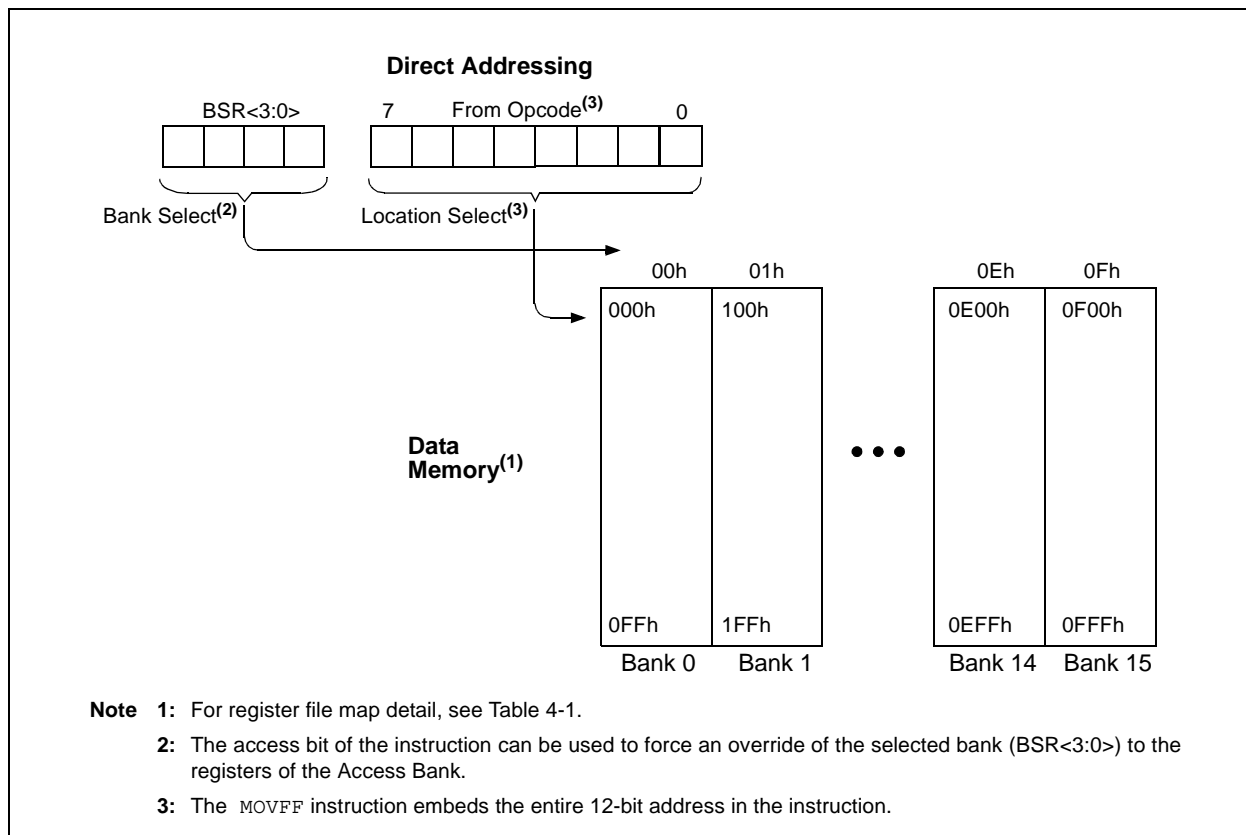 Direct Addressing
BSR<3:0>
7 From Opcode(3) 0
Bank Select(2)
Location Select(3)
00h 01h 0Eh 0Fh
000h 100h 0E00h 0F00h
Data
Memory(1)
0FFh 1FFh 0EFFh 0FFFh
Bank 0 Bank 1 Bank 14 Bank 15
Note 1: For register file map detail, see Table 4-1.
2: The access bit of the instruction can be used to force an override of the selected bank (BSR<3:0>) to the
registers of the Access Bank.
3: The MOVFF instruction embeds the entire 12-bit address in the instruction.